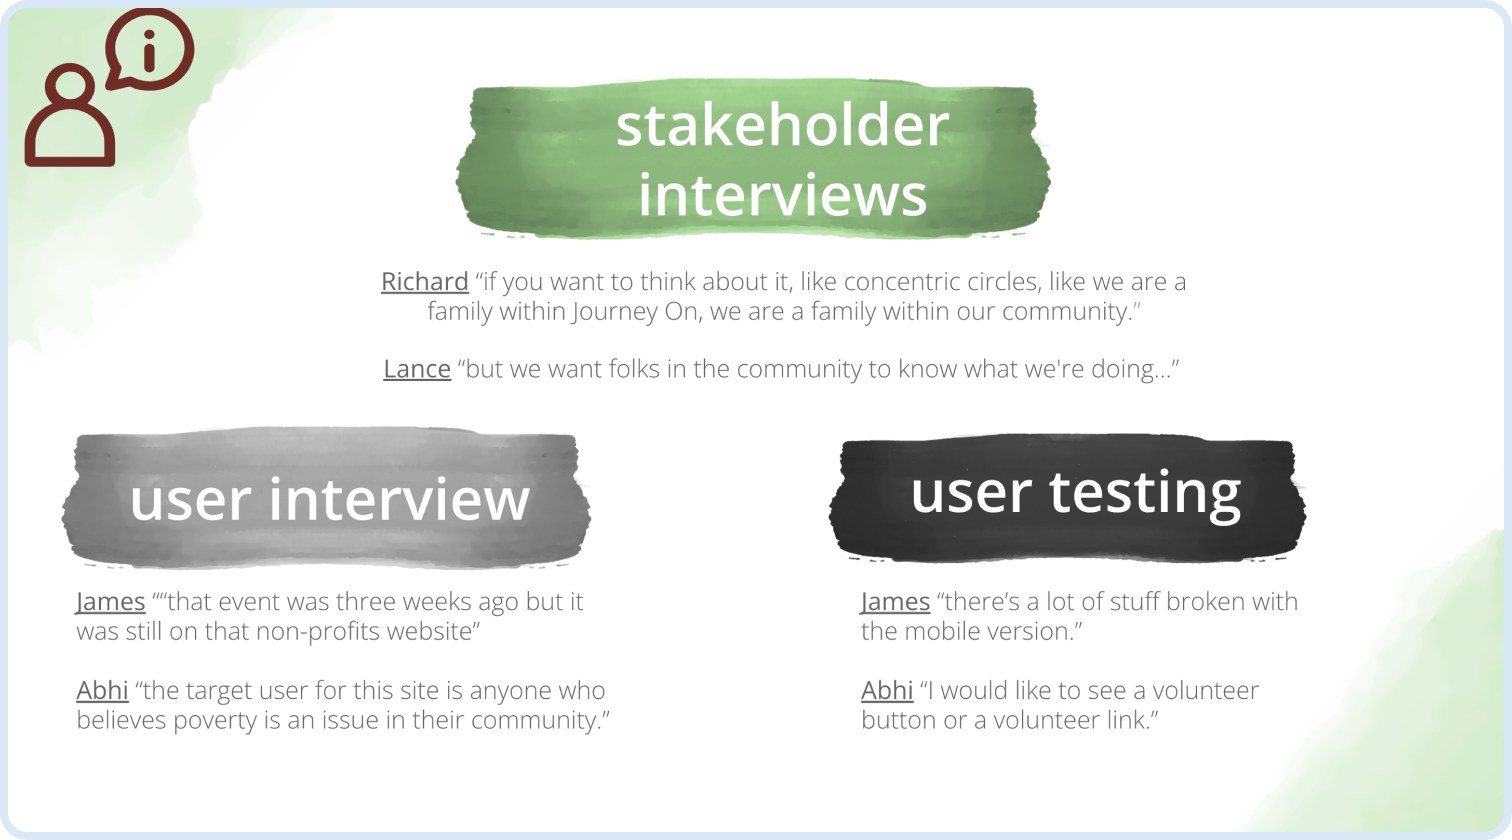 i
stakeholder
interviews
Richard “if you want to think about it, like concentric circles, like we are a
family within Journey On, we are a family within our community.”
Lance “but we want folks in the community to know what we're doing...”
user interview
James ““that event was three weeks ago but it
was still on that non-profits website”
Abhi “the target user for this site is anyone who
believes poverty is an issue in their community.”
user testing
James “there’s a lot of stuff broken with
the mobile version.”
Abhi “I would like to see a volunteer
button or a volunteer link.”